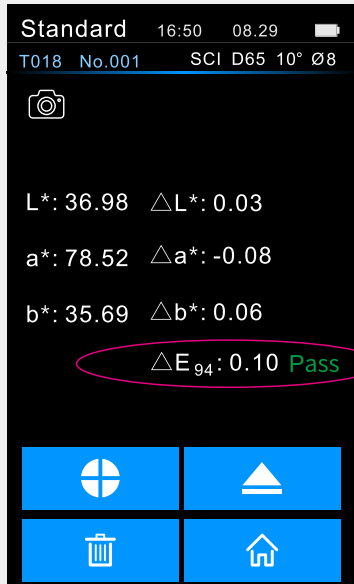 Standard 16:50 08.29
T018 No.001 SCI D65 10° Ø8
L*: 36.98 △L*: 0.03
a*: 78.52 △a*: -0.08
b*: 35.69 △b*: 0.06
△E94: 0.10 Pass